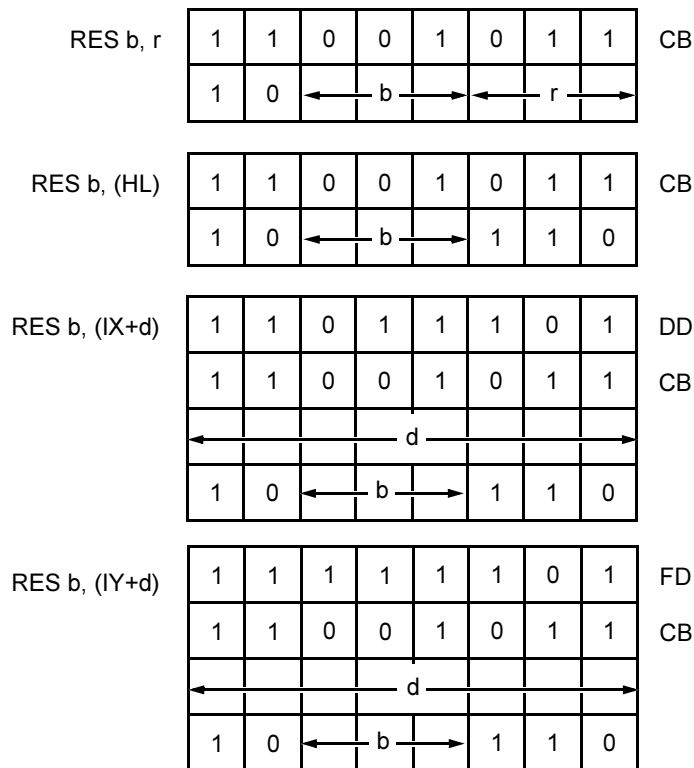 RES b, r 1 1 0 0 1 0 1 1 CB
1 0 b r
RES b, (HL) 1 1 0 0 1 0 1 1 CB
1 0 b 1 1 0
RES b, (IX+d) 1 1 0 1 1 1 0 1 DD
1 1 0 0 1 0 1 1 CB
d
1 0 b 1 1 0
RES b, (IY+d) 1 1 1 1 1 1 0 1 FD
1 1 0 0 1 0 1 1 CB
d
1 0 b 1 1 0